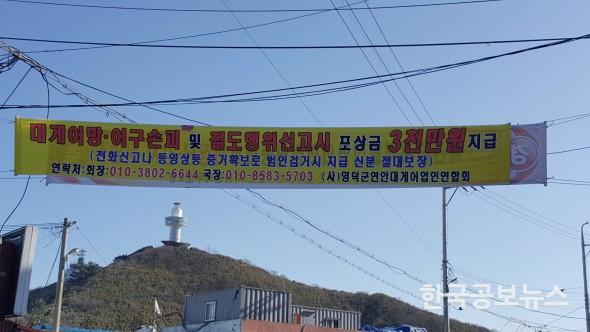 대게어망·어구손괴 및 절도행위신고시 포상금 3천만원지급
(전화신고나 동영상등 증거확보로 범인검거시 지급 신분 절대보장)
연락처:회장:010-3802-6644 국장:010-8583-5703 (사)영덕군연안대게어업인연합회
한국공보뉴스